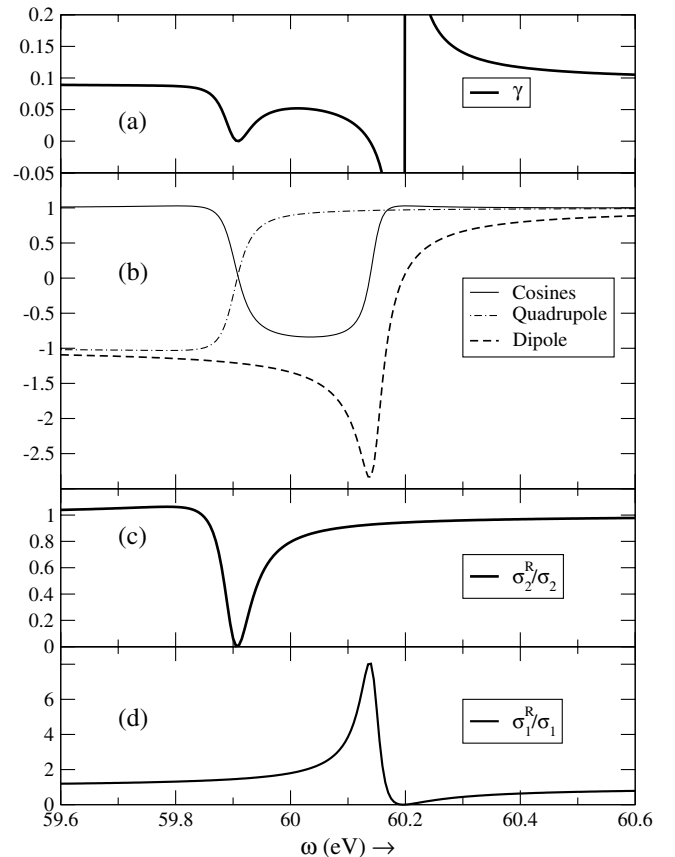 0.2
0.15
0.1
0.05
0
-0.05
(a)
γ
1
0.5
0
-0.5
-1
-1.5
-2
-2.5
(b)
Cosines
Quadrupole
Dipole
1
0.8
0.6
0.4
0.2
0
(c)
σ₂ᴿ/σ₂
6
4
2
0
(d)
σ₁ᴿ/σ₁
59.6 59.8 60 60.2 60.4 60.6
ω (eV) →